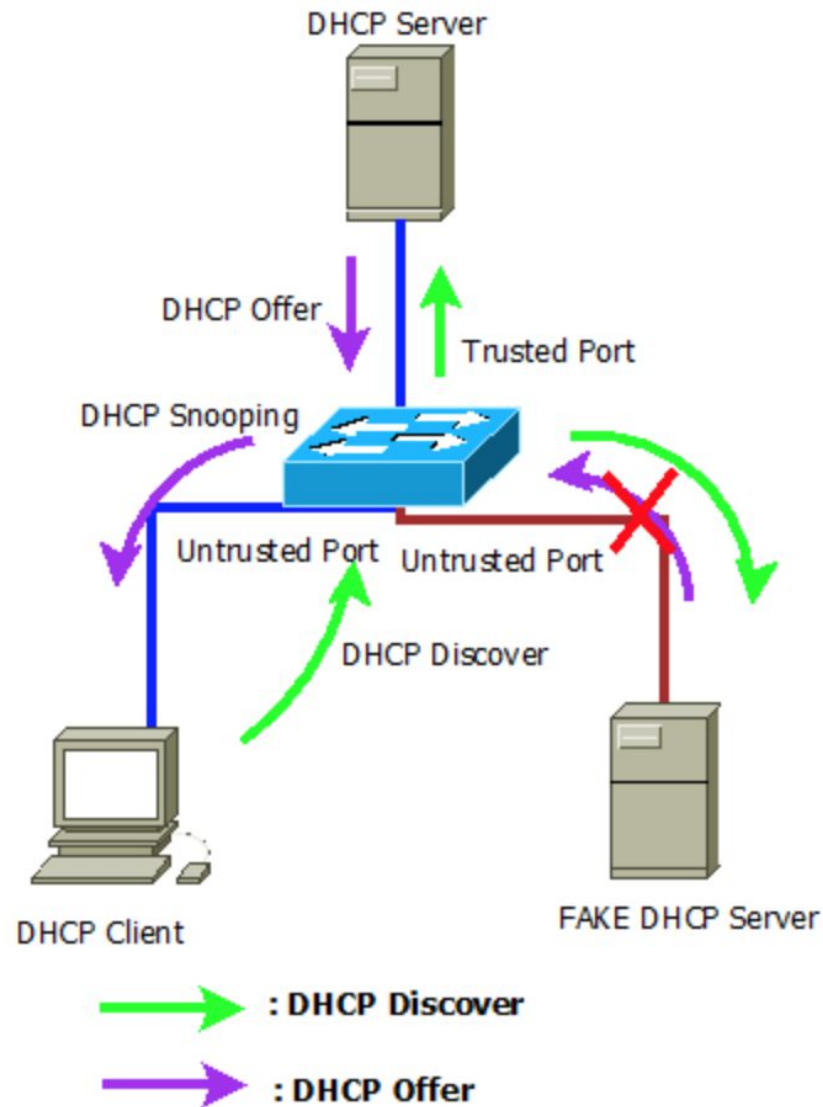 DHCP Server
DHCP Offer
Trusted Port
DHCP Snooping
Untrusted Port
Untrusted Port
DHCP Discover
DHCP Client
FAKE DHCP Server
: DHCP Discover
: DHCP Offer